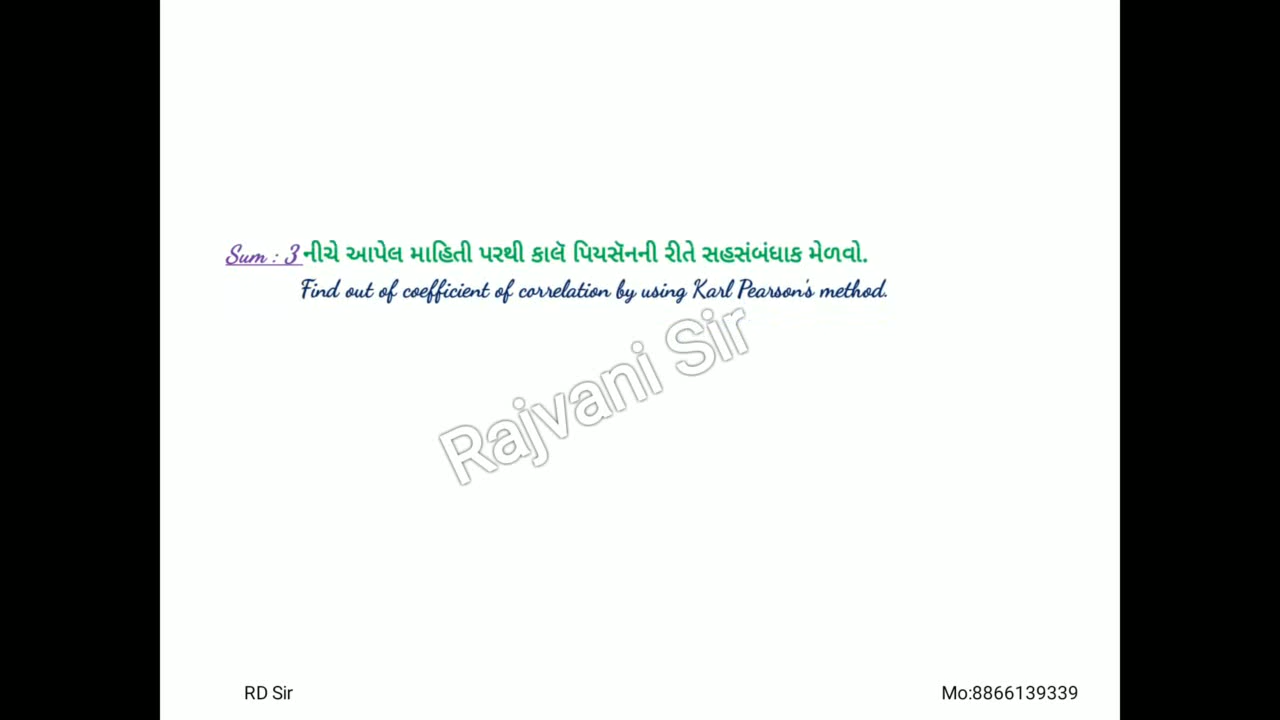 Sum : 3 નીચે આપેલ માહિતી પરથી કાર્લ પિયર્સનની રીતે સહસંબંધાક મેળવો.
Find out of coefficient of correlation by using Karl Pearson's method.
Rajvani Sir
RD Sir
Mo:8866139339